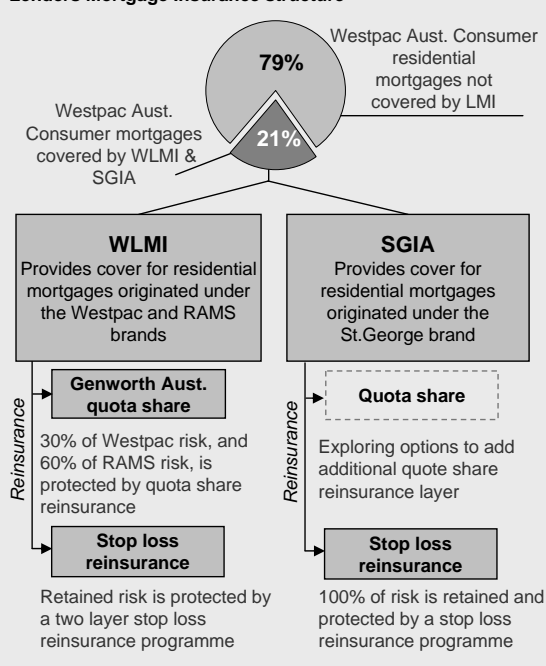 79%
Westpac Aust. Consumer
residential
mortgages not
covered by LMI
Westpac Aust.
Consumer mortgages
covered by WLMI &
SGIA
21%
WLMI
Provides cover for residential
mortgages originated under
the Westpac and RAMS
brands
Reinsurance
Genworth Aust.
quota share
30% of Westpac risk, and
60% of RAMS risk, is
protected by quota share
reinsurance
Stop loss
reinsurance
Retained risk is protected by
a two layer stop loss
reinsurance programme
SGIA
Provides cover for
residential mortgages
originated under the
St.George brand
Reinsurance
Quota share
Exploring options to add
additional quote share
reinsurance layer
Stop loss
reinsurance
100% of risk is retained and
protected by a stop loss
reinsurance programme